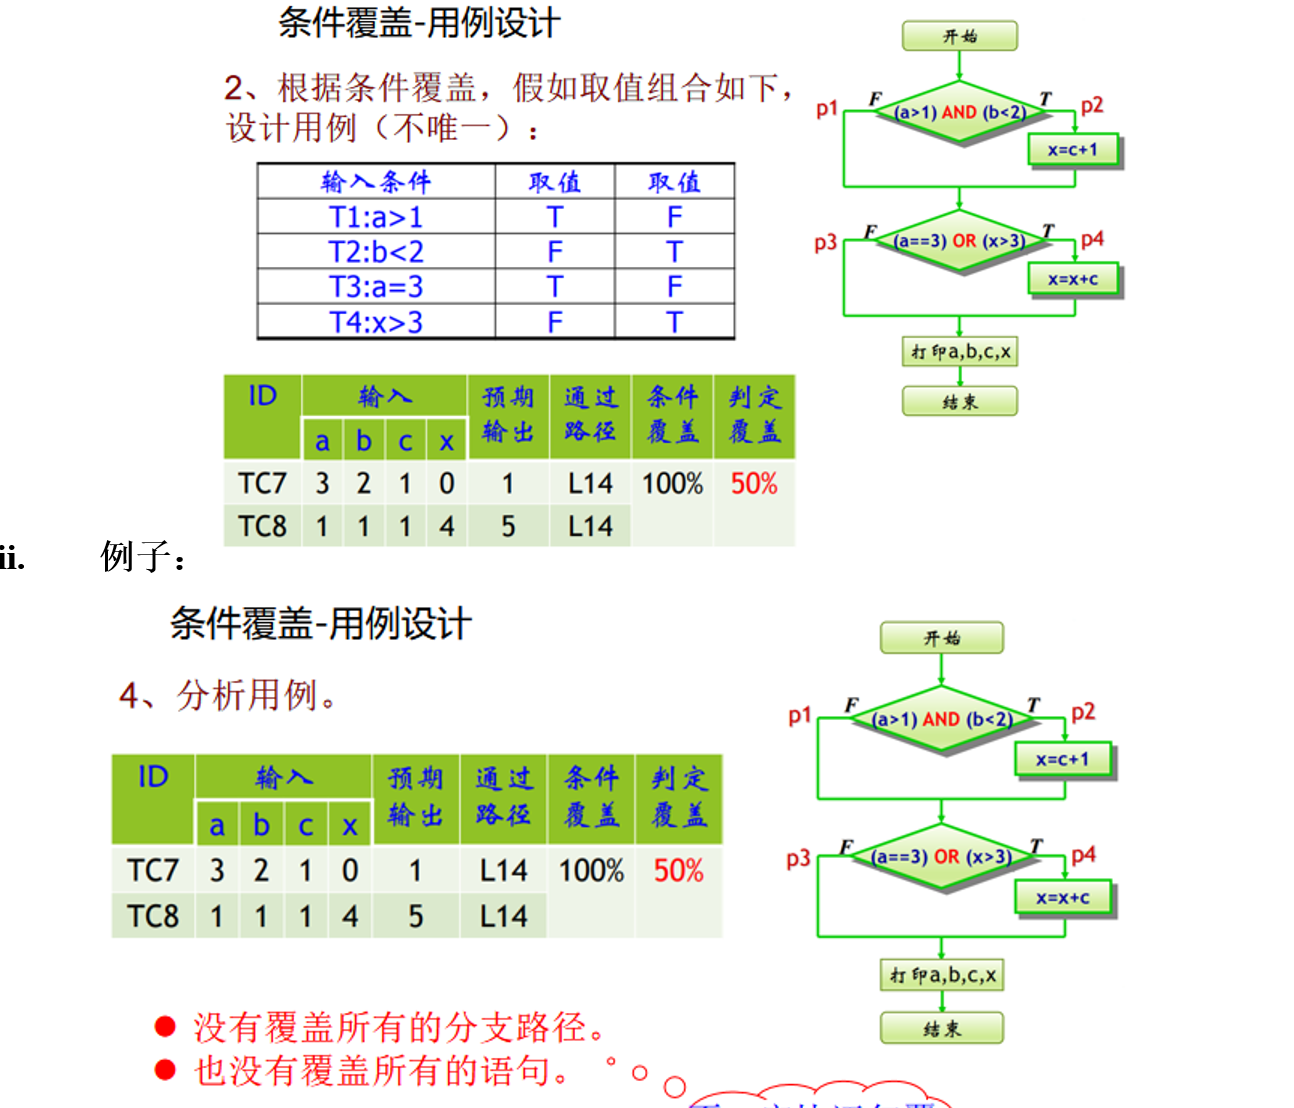 条件覆盖-用例设计
2、根据条件覆盖，假如取值组合如下，
设计用例（不唯一）：
输入条件 取值 取值
T1:a>1 T F
T2:b<2 F T
T3:a=3 T F
T4:x>3 F T
ID 输入 预期输出 通过路径 条件覆盖 判定覆盖
a b c x
TC7 3 2 1 0 1 L14 100% 50%
TC8 1 1 1 4 5 L14
开始
p1 F (a>1) AND (b<2) T p2
x=c+1
p3 F (a==3) OR (x>3) T p4
x=x+c
打印a,b,c,x
结束
ii. 例子：
条件覆盖-用例设计
4、分析用例。
ID 输入 预期输出 通过路径 条件覆盖 判定覆盖
a b c x
TC7 3 2 1 0 1 L14 100% 50%
TC8 1 1 1 4 5 L14
没有覆盖所有的分支路径。
也没有覆盖所有的语句。
开始
p1 F (a>1) AND (b<2) T p2
x=c+1
p3 F (a==3) OR (x>3) T p4
x=x+c
打印a,b,c,x
结束